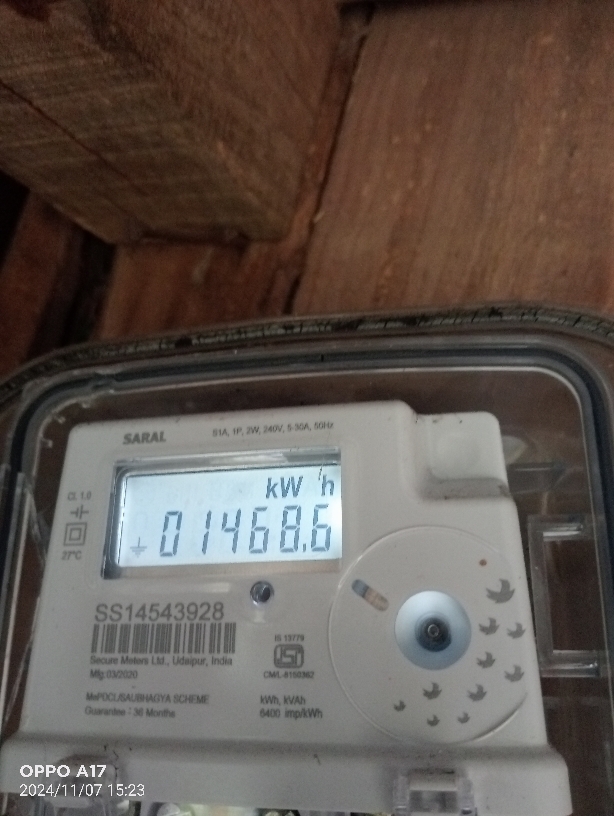 SARAL
S1A, 1P, 2W, 240V, 5-30A, 50Hz
CL 1.0
27°C
kWh
01468.6
SS14543928
Secure Meters Ltd., Udaipur, India
Mfg:03/2020
IS 13779
CM/L-8150362
MePDCL/SAUBHAGYA SCHEME
Guarantee : 36 Months
kWh, kVAh
6400 imp/kWh
OPPO A17
2024/11/07 15:23